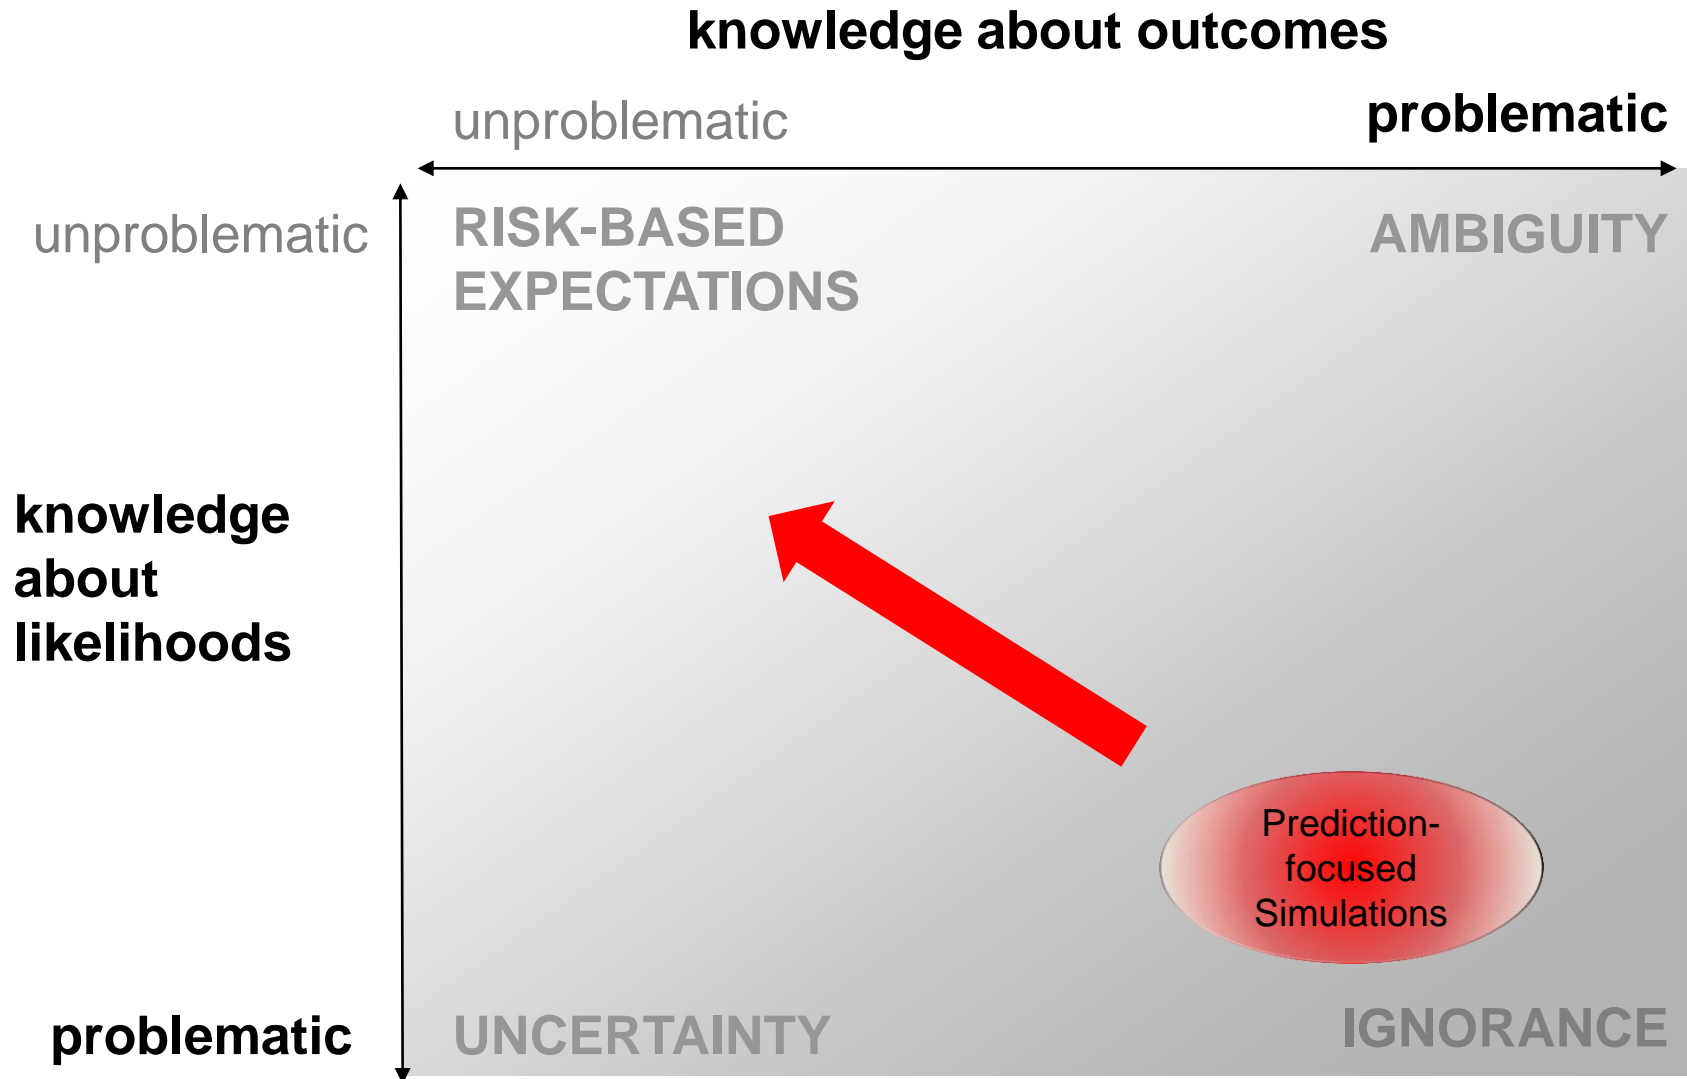 knowledge about outcomes
unproblematic
problematic
unproblematic
RISK-BASED
EXPECTATIONS
AMBIGUITY
knowledge
about
likelihoods
Prediction-
focused
Simulations
problematic
UNCERTAINTY
IGNORANCE